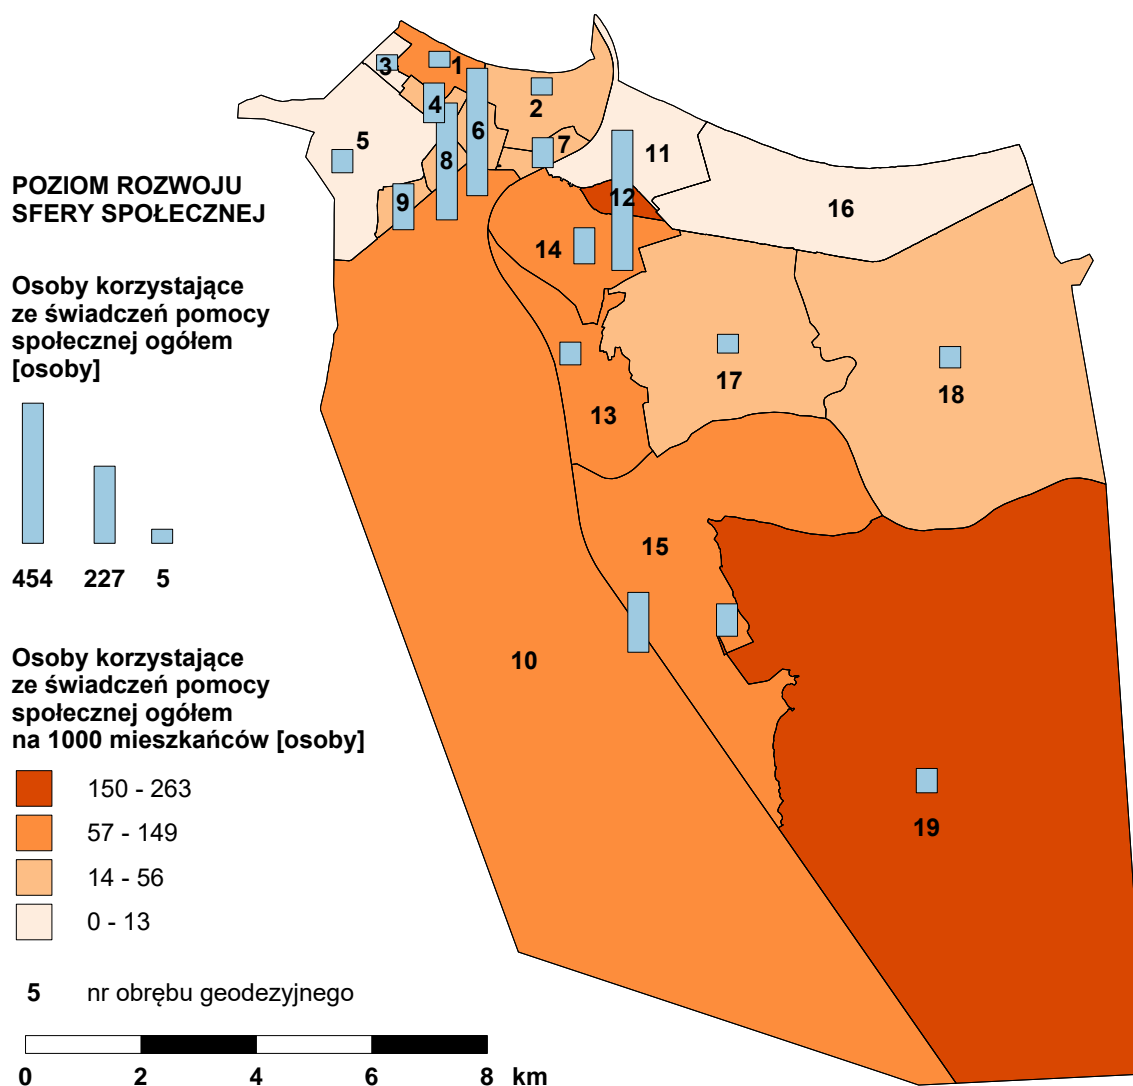 POZIOM ROZWOJU
SFERY SPOŁECZNEJ
Osoby korzystające
ze świadczeń pomocy
społecznej ogółem
[osoby]
454 227 5
Osoby korzystające
ze świadczeń pomocy
społecznej ogółem
na 1000 mieszkańców [osoby]
150 - 263
57 - 149
14 - 56
0 - 13
5 nr obrębu geodezyjnego
0 2 4 6 8 km
1
2
3
4
5
6
7
8
9
10
11
12
13
14
15
16
17
18
19